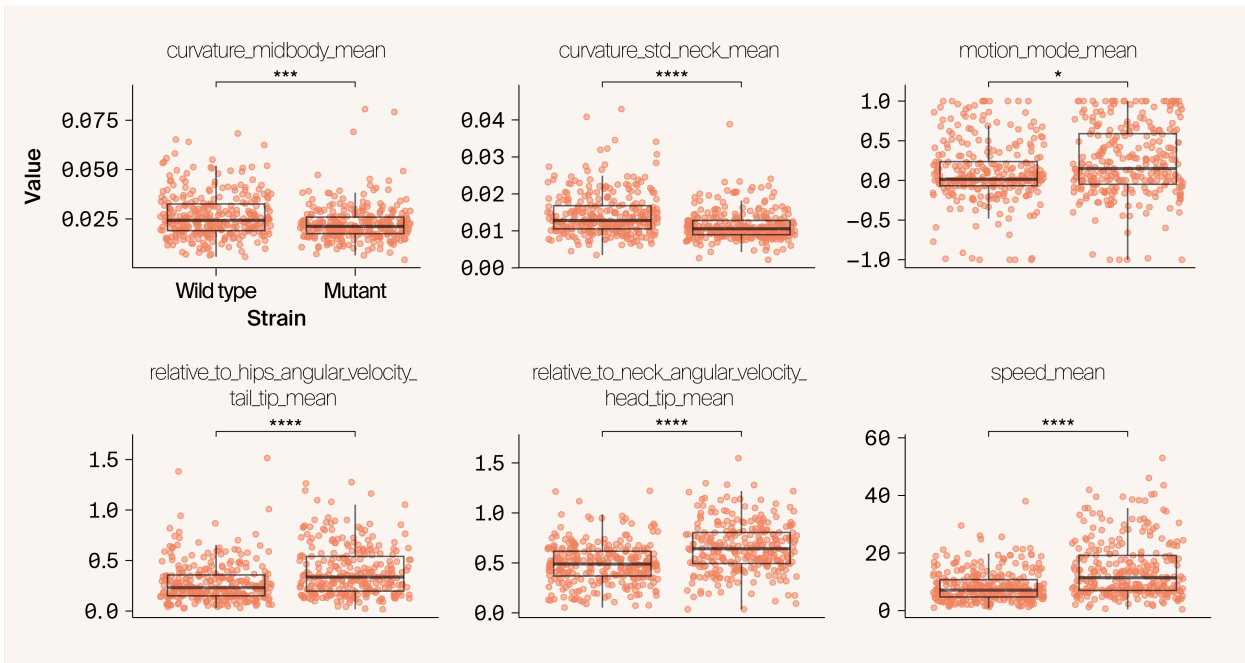 curvature_midbody_mean
***
0.075
0.050
0.025
Value
Wild type
Mutant
Strain
curvature_std_neck_mean
****
0.04
0.03
0.02
0.01
0.00
motion_mode_mean
*
1.0
0.5
0.0
−0.5
−1.0
relative_to_hips_angular_velocity_
tail_tip_mean
****
1.5
1.0
0.5
0.0
relative_to_neck_angular_velocity_
head_tip_mean
****
1.5
1.0
0.5
0.0
speed_mean
****
60
40
20
0